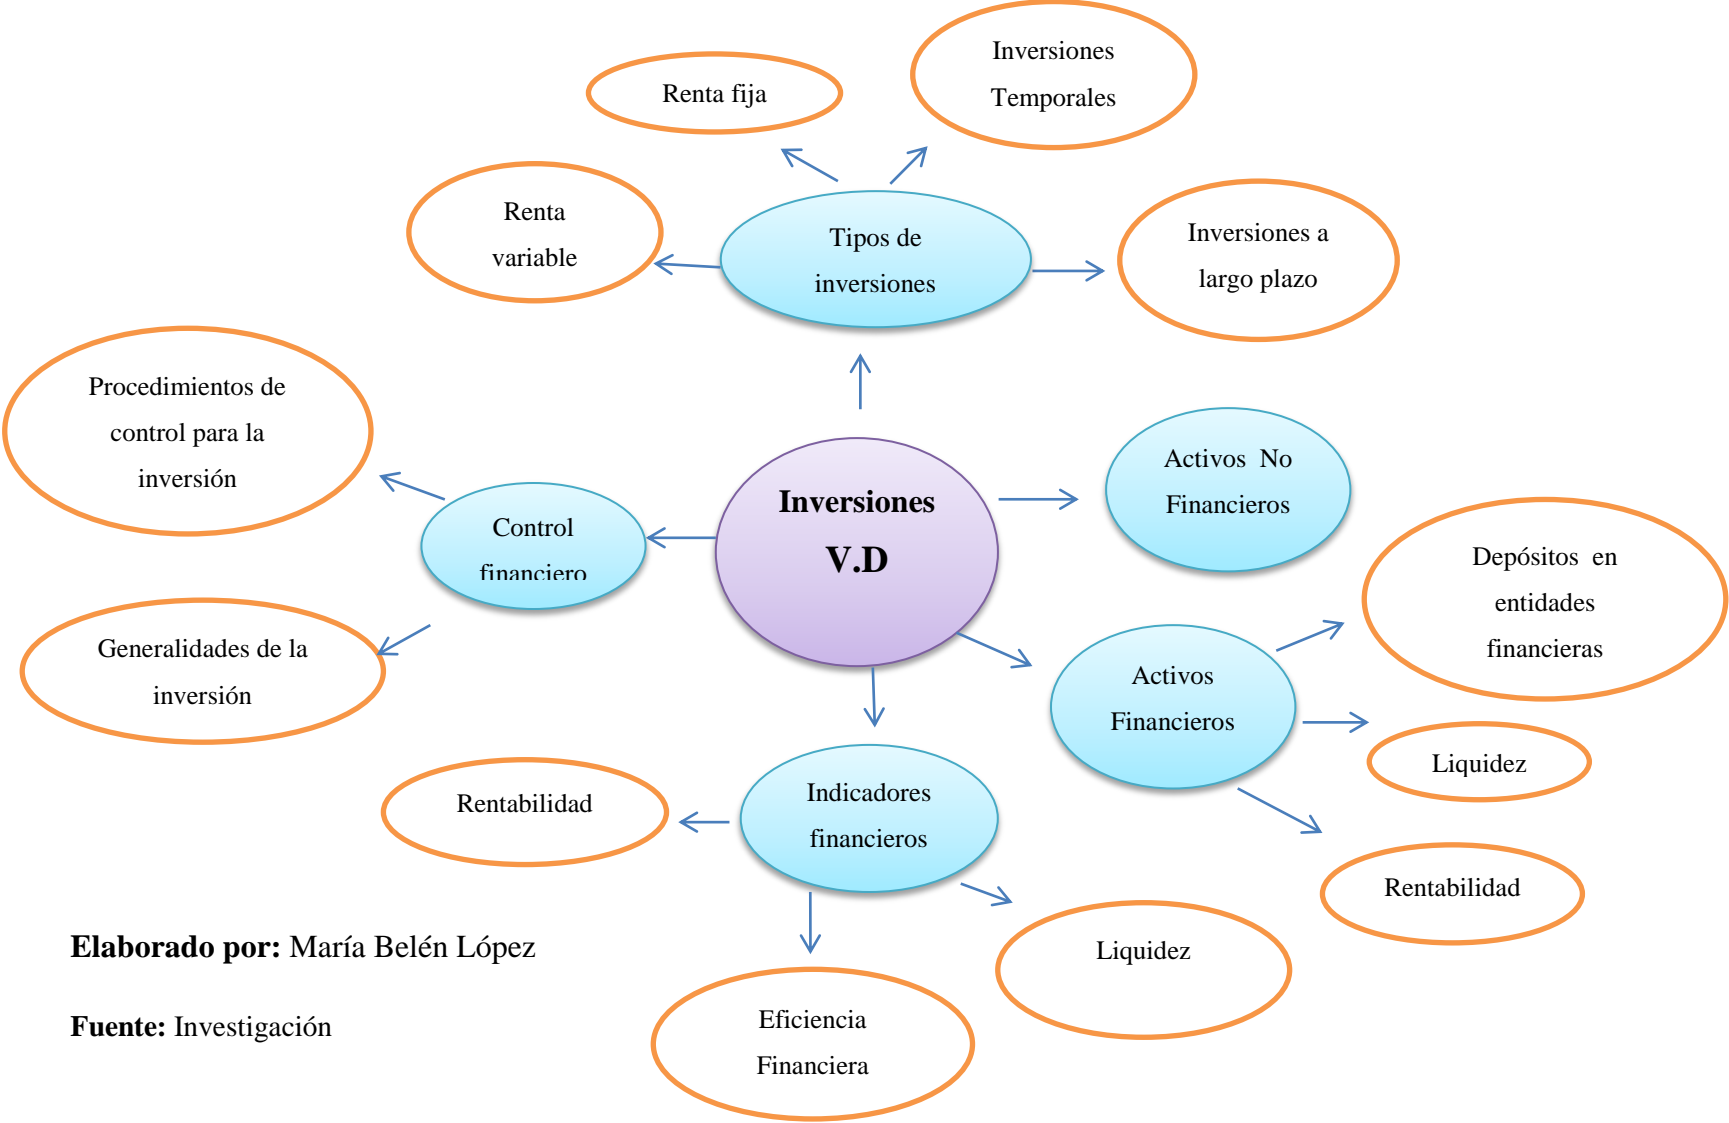 Inversiones
Temporales
Renta fija
Renta
variable
Tipos de
inversiones
Inversiones a
largo plazo
Procedimientos de
control para la
inversión
Activos No
Financieros
Inversiones
V.D
Control
financiero
Depósitos en
entidades
financieras
Generalidades de la
inversión
Activos
Financieros
Liquidez
Rentabilidad
Indicadores
financieros
Rentabilidad
Liquidez
Eficiencia
Financiera
Elaborado por: María Belén López
Fuente: Investigación